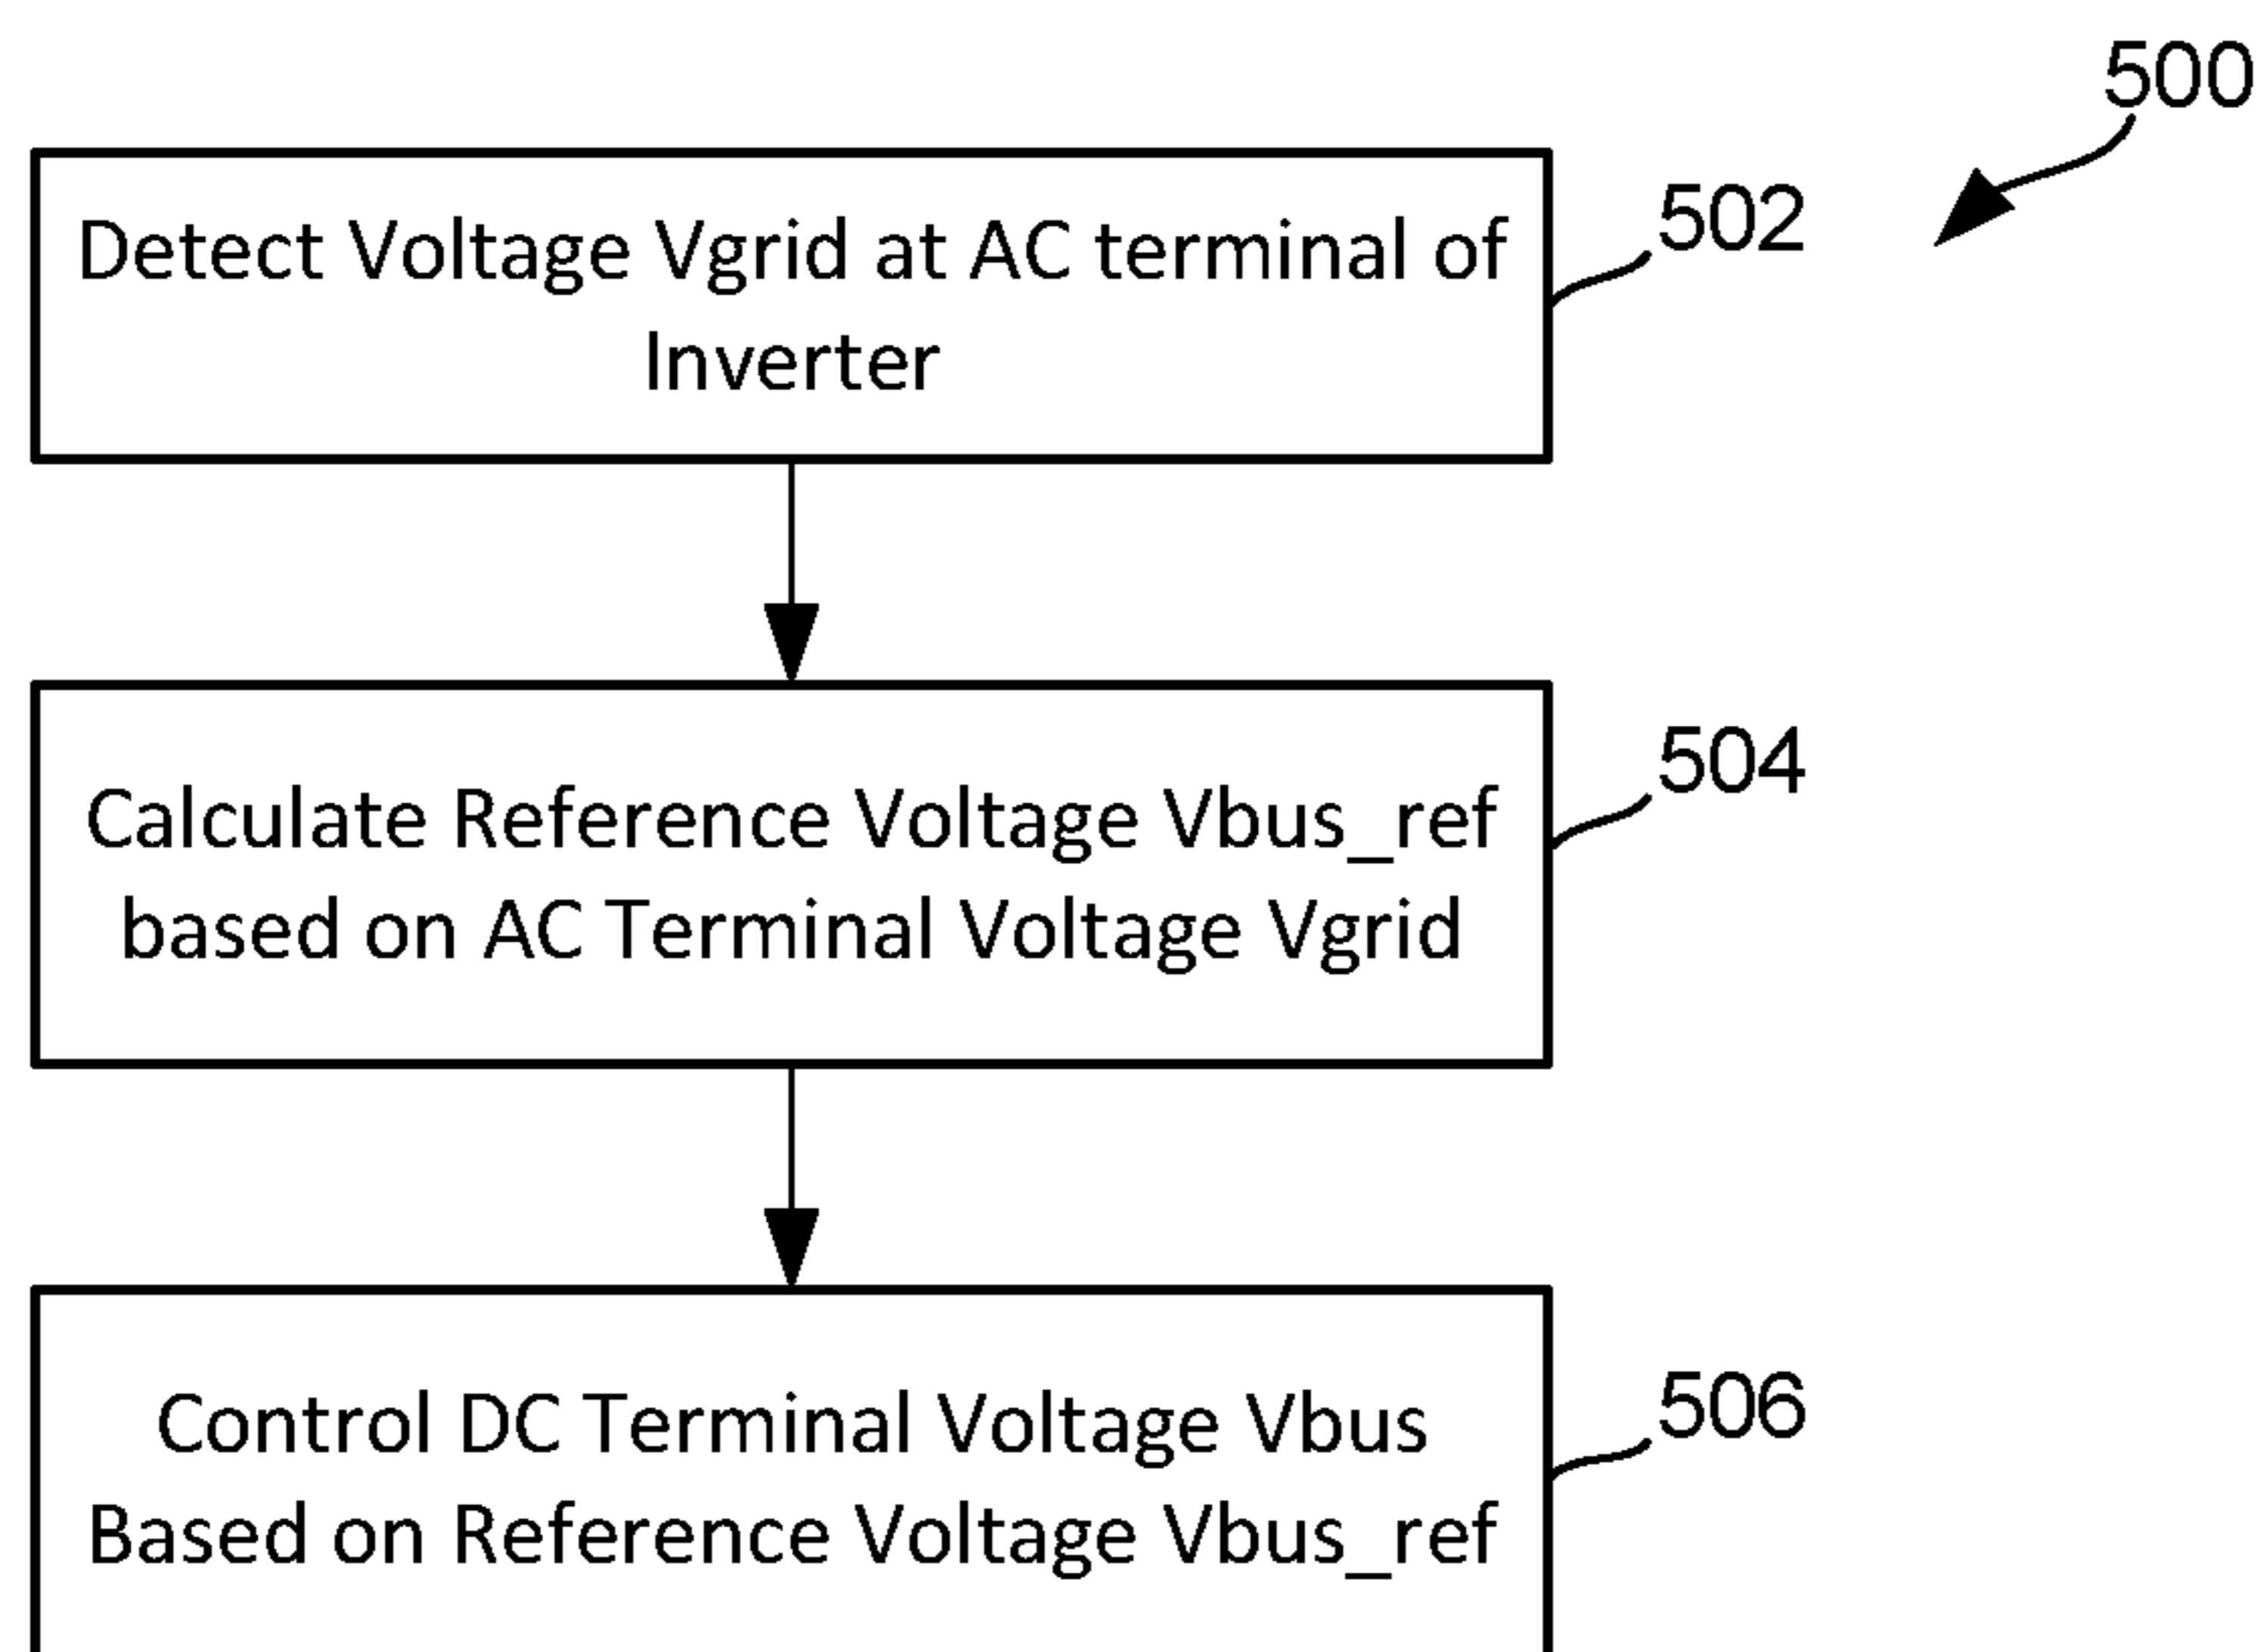 500
Detect Voltage Vgrid at AC terminal of
Inverter
502
Calculate Reference Voltage Vbus_ref
based on AC Terminal Voltage Vgrid
504
Control DC Terminal Voltage Vbus
Based on Reference Voltage Vbus_ref
506